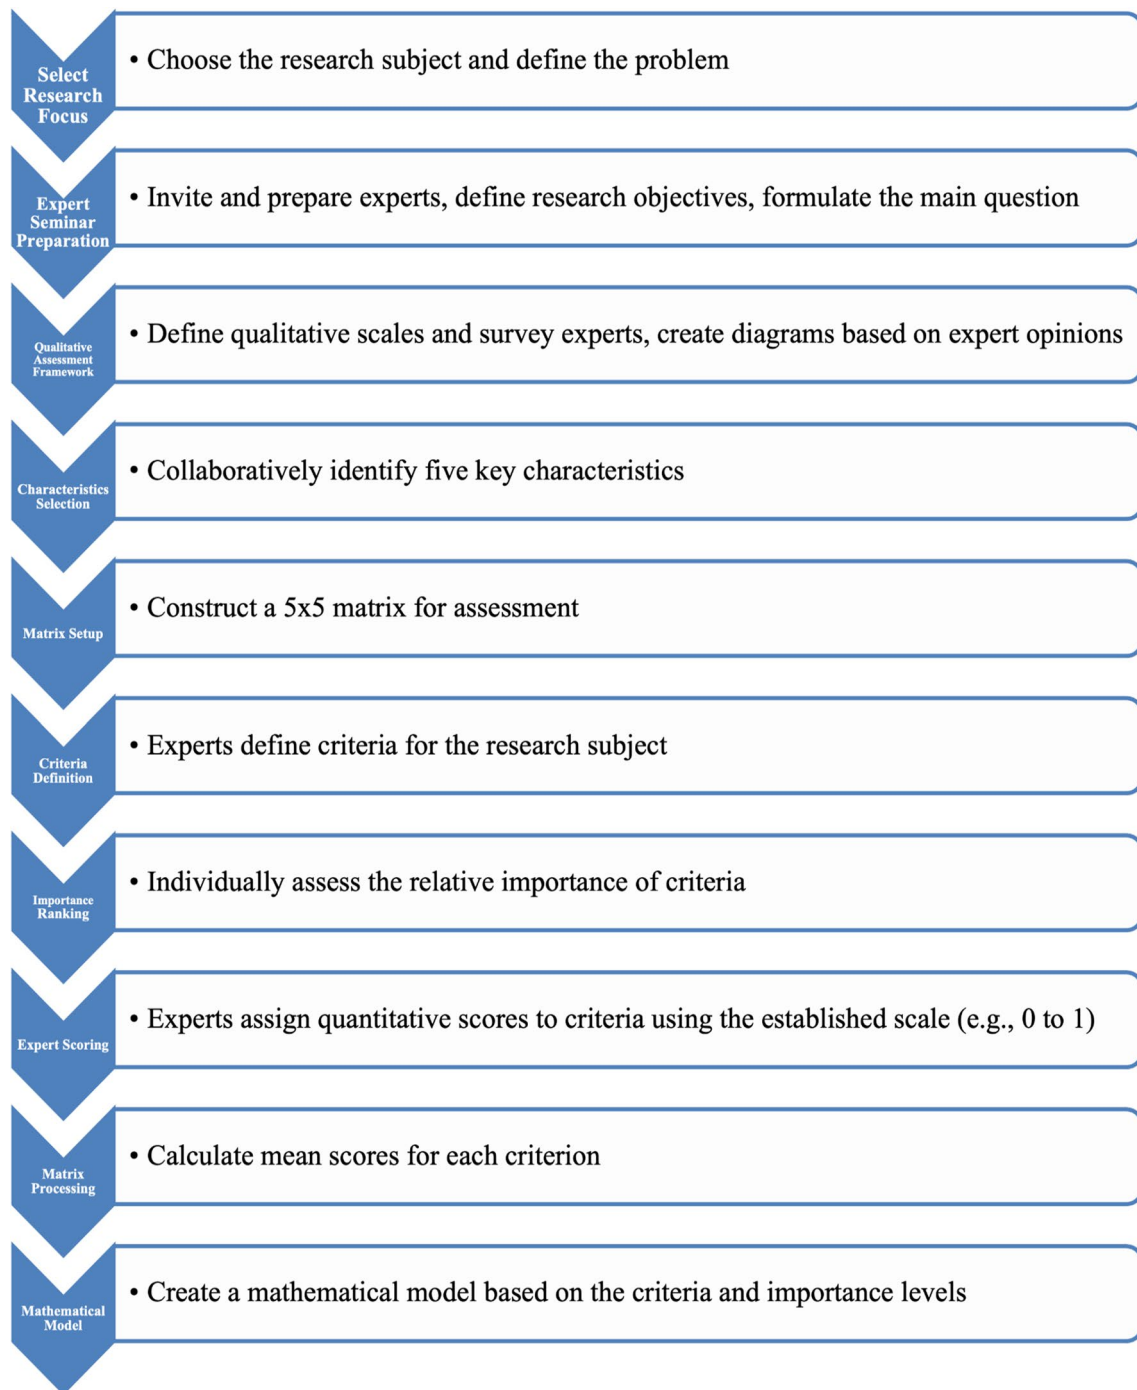 Select
Research
Focus
• Choose the research subject and define the problem
Expert
Seminar
Preparation
• Invite and prepare experts, define research objectives, formulate the main question
Qualitative
Assessment
Framework
• Define qualitative scales and survey experts, create diagrams based on expert opinions
Characteristics
Selection
• Collaboratively identify five key characteristics
Matrix Setup
• Construct a 5x5 matrix for assessment
Criteria
Definition
• Experts define criteria for the research subject
Importance
Ranking
• Individually assess the relative importance of criteria
Expert Scoring
• Experts assign quantitative scores to criteria using the established scale (e.g., 0 to 1)
Matrix
Processing
• Calculate mean scores for each criterion
Mathematical
Model
• Create a mathematical model based on the criteria and importance levels